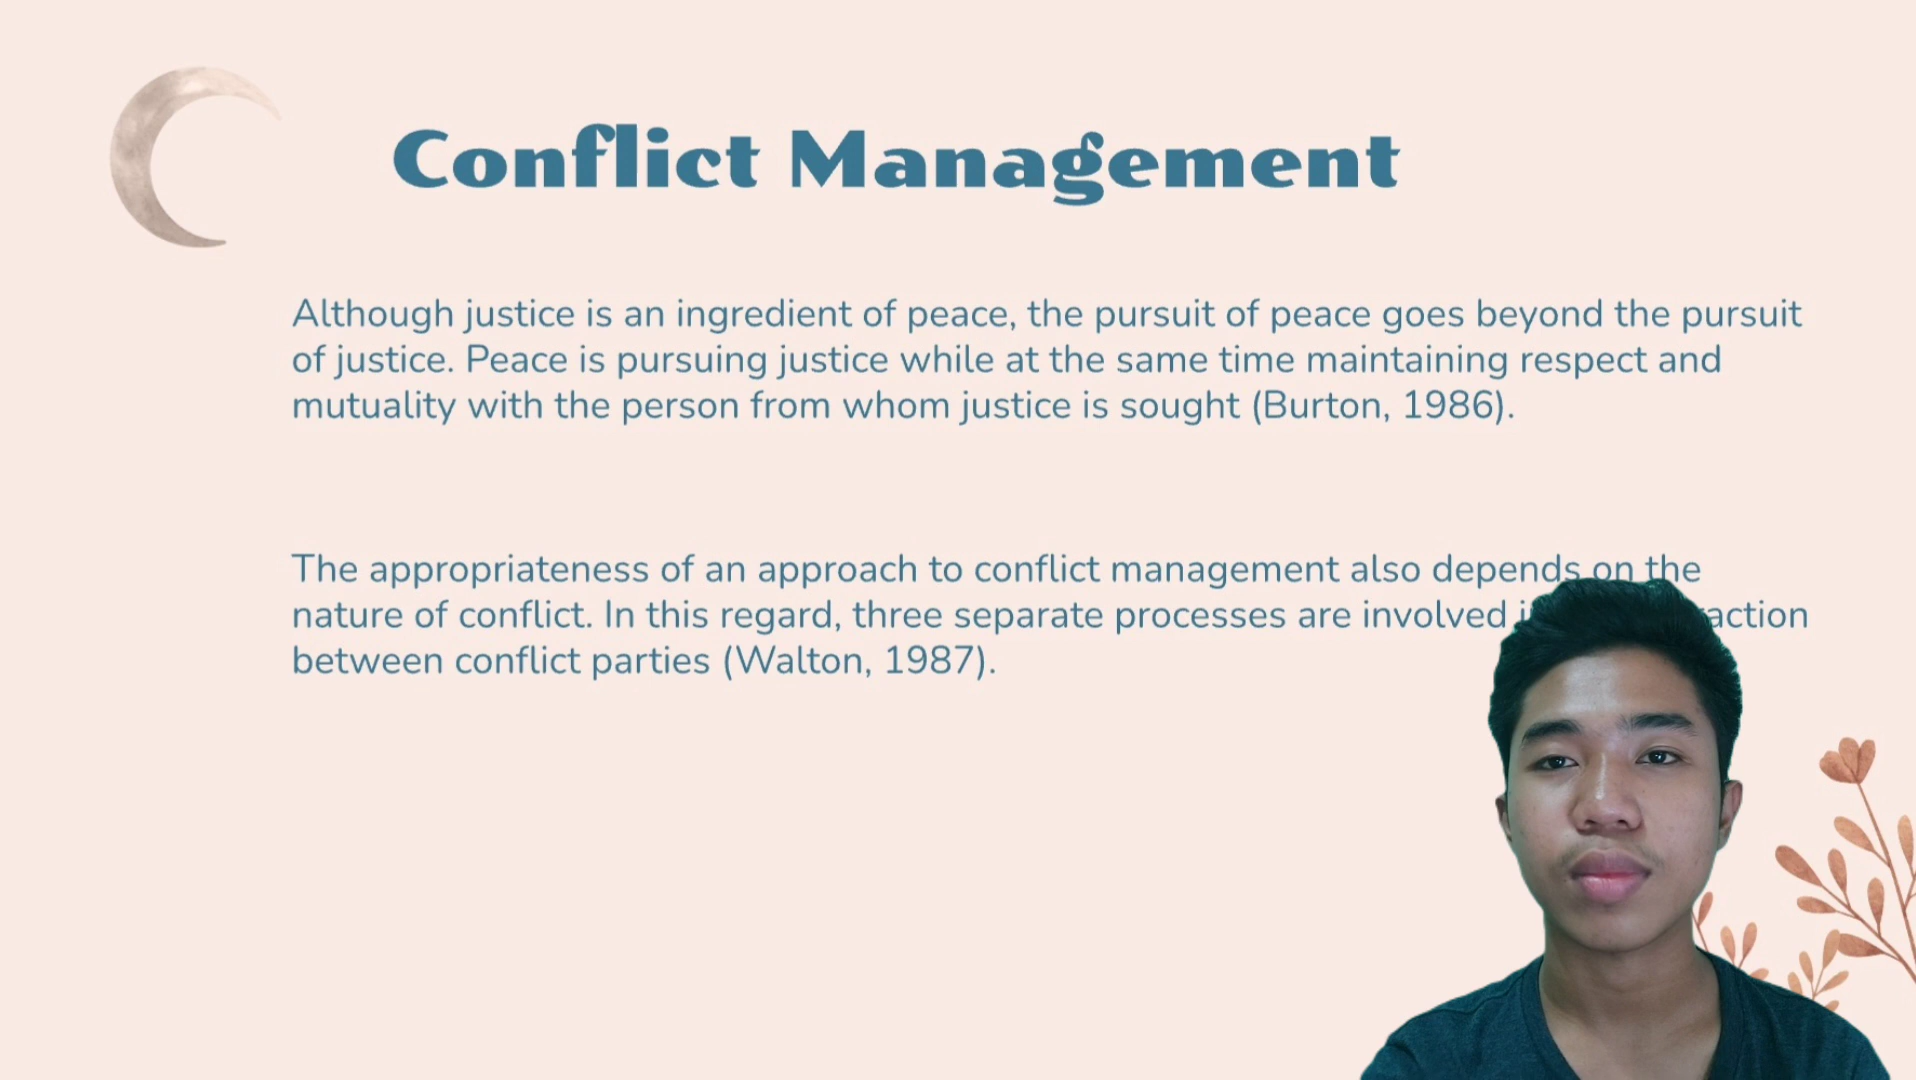 Conflict Management
Although justice is an ingredient of peace, the pursuit of peace goes beyond the pursuit
of justice. Peace is pursuing justice while at the same time maintaining respect and
mutuality with the person from whom justice is sought (Burton, 1986).
The appropriateness of an approach to conflict management also depends on the
nature of conflict. In this regard, three separate processes are involved
between conflict parties (Walton, 1987).